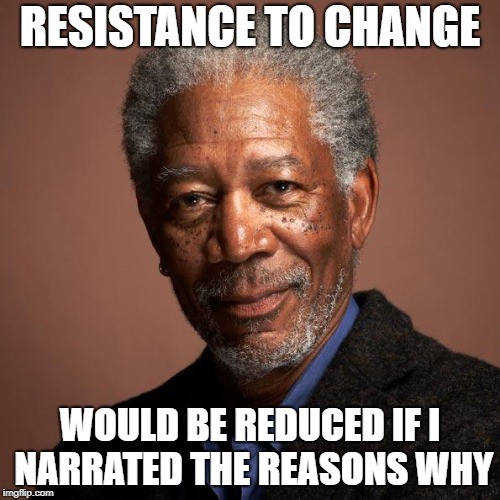 RESISTANCE TO CHANGE
WOULD BE REDUCED IF I
NARRATED THE REASONS WHY
imgflip.com